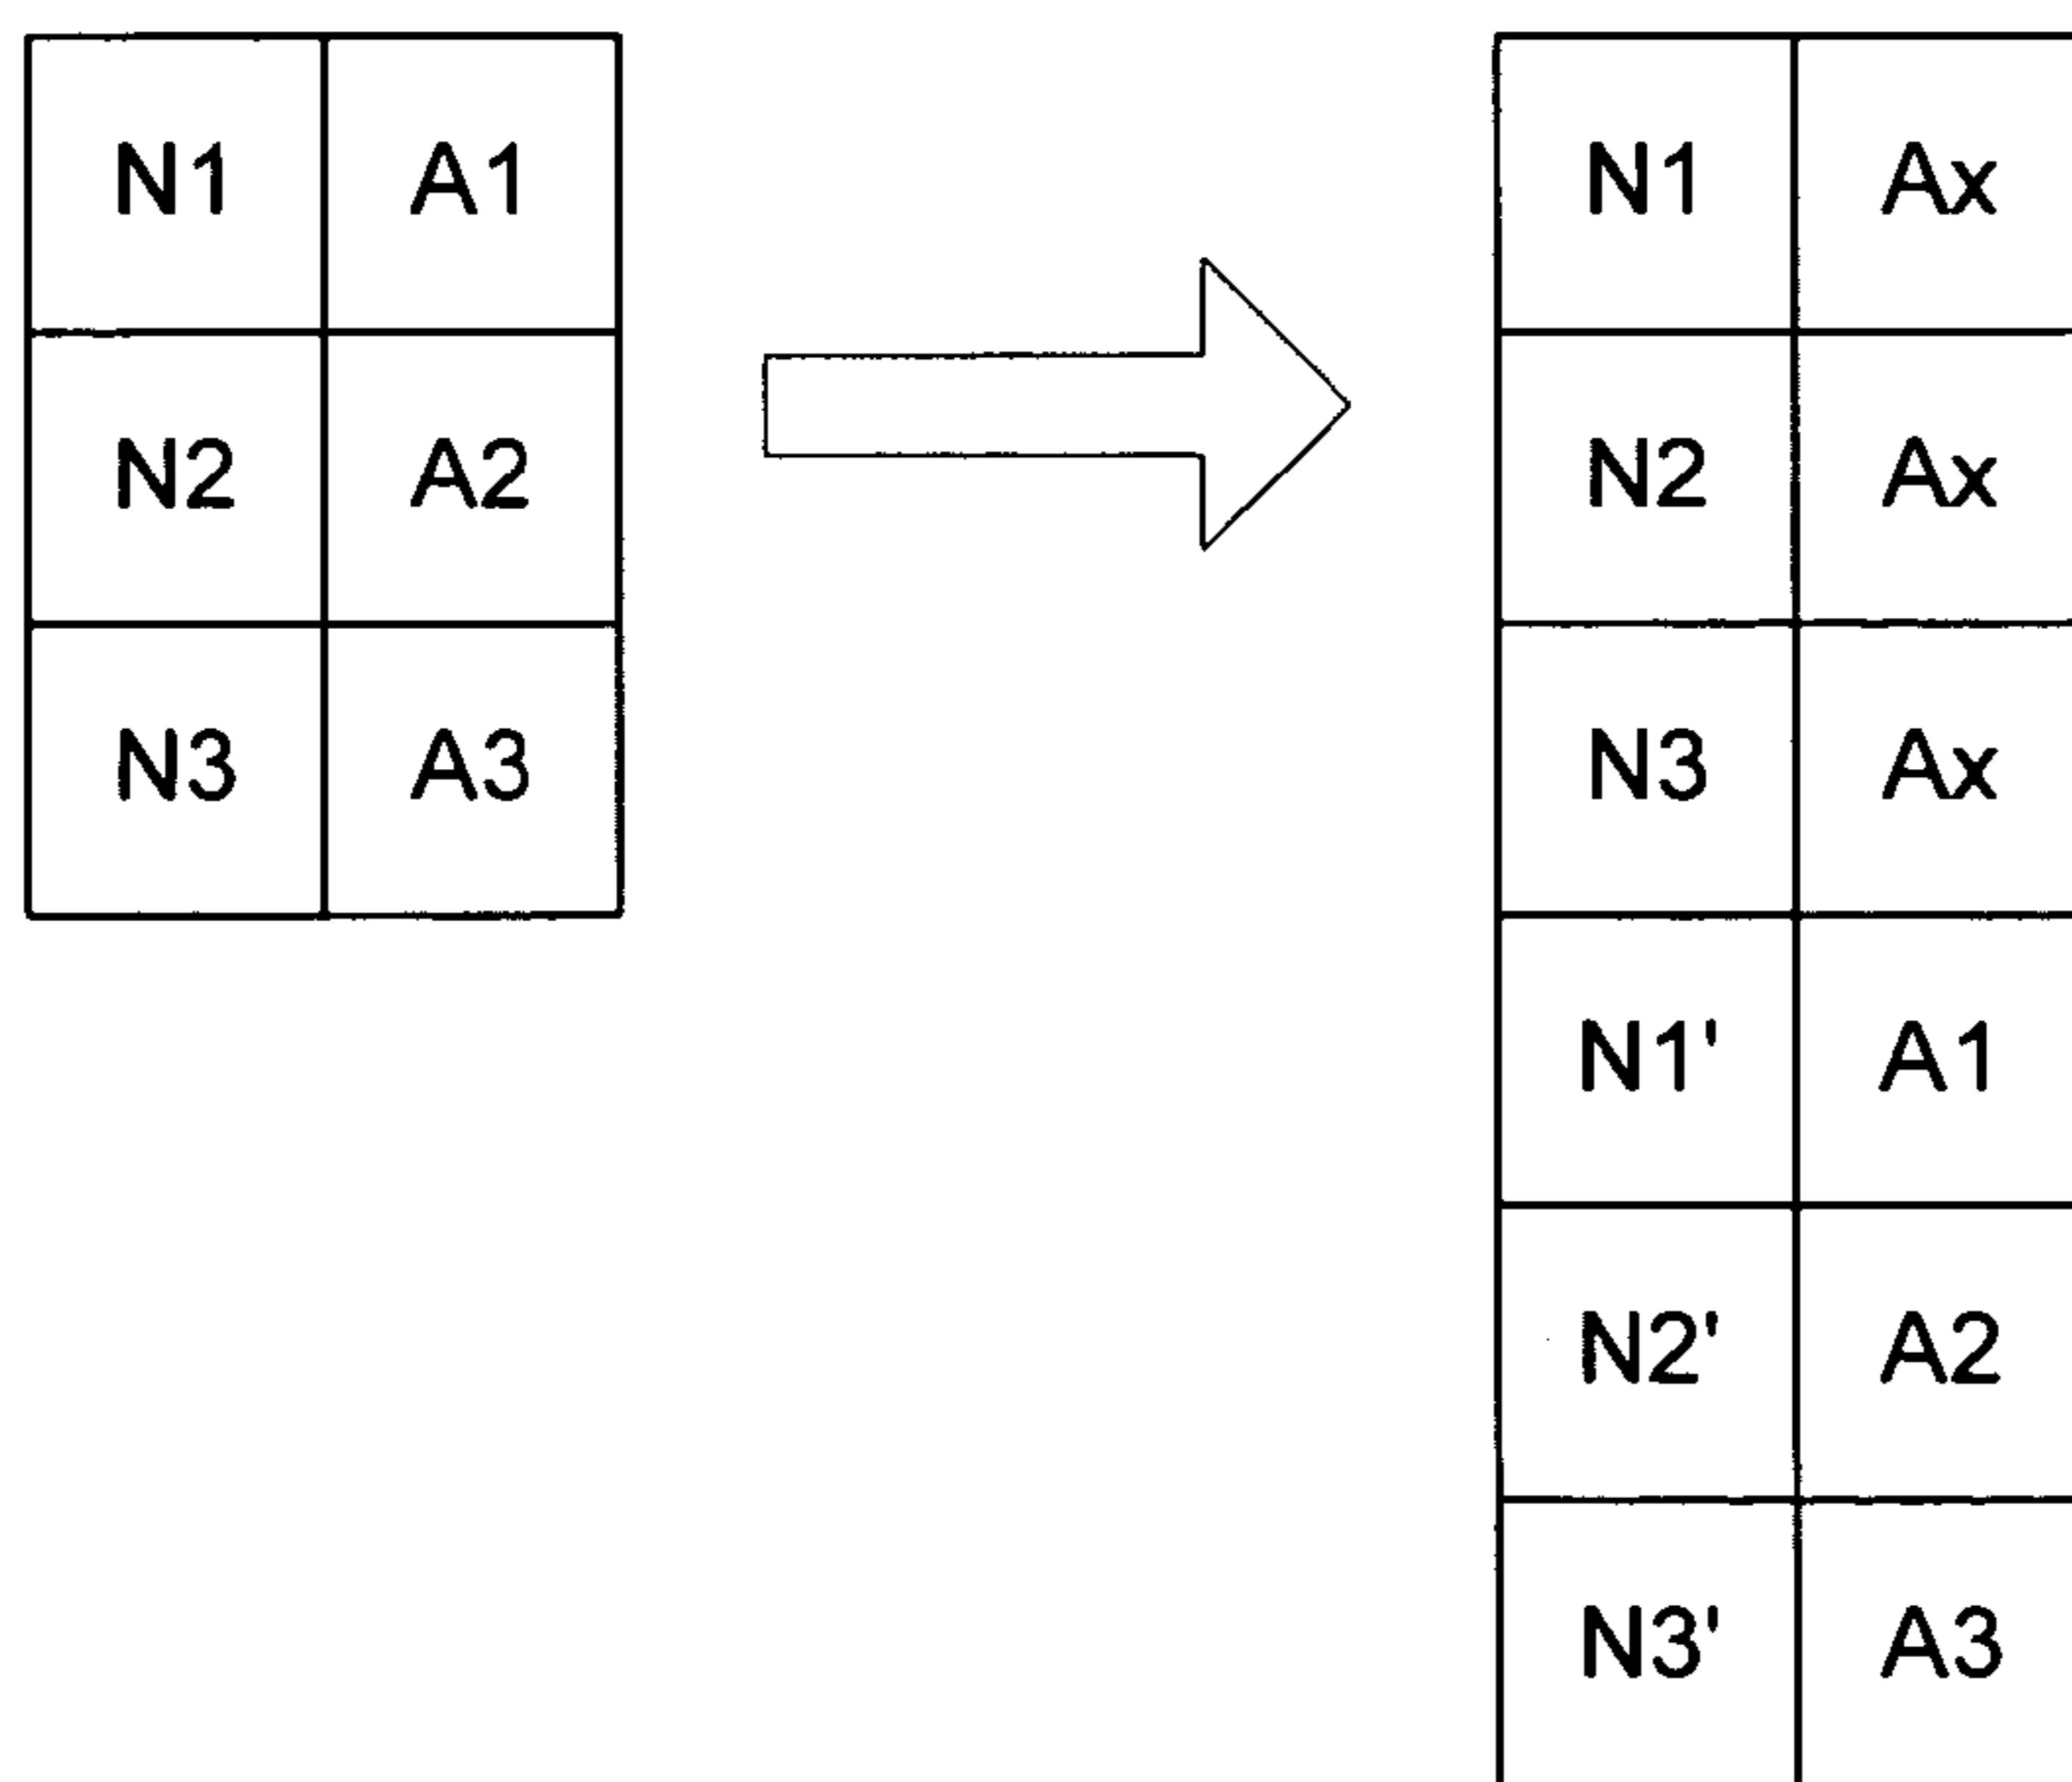 N1 A1
N2 A2
N3 A3
N1 Ax
N2 Ax
N3 Ax
N1' A1
N2' A2
N3' A3